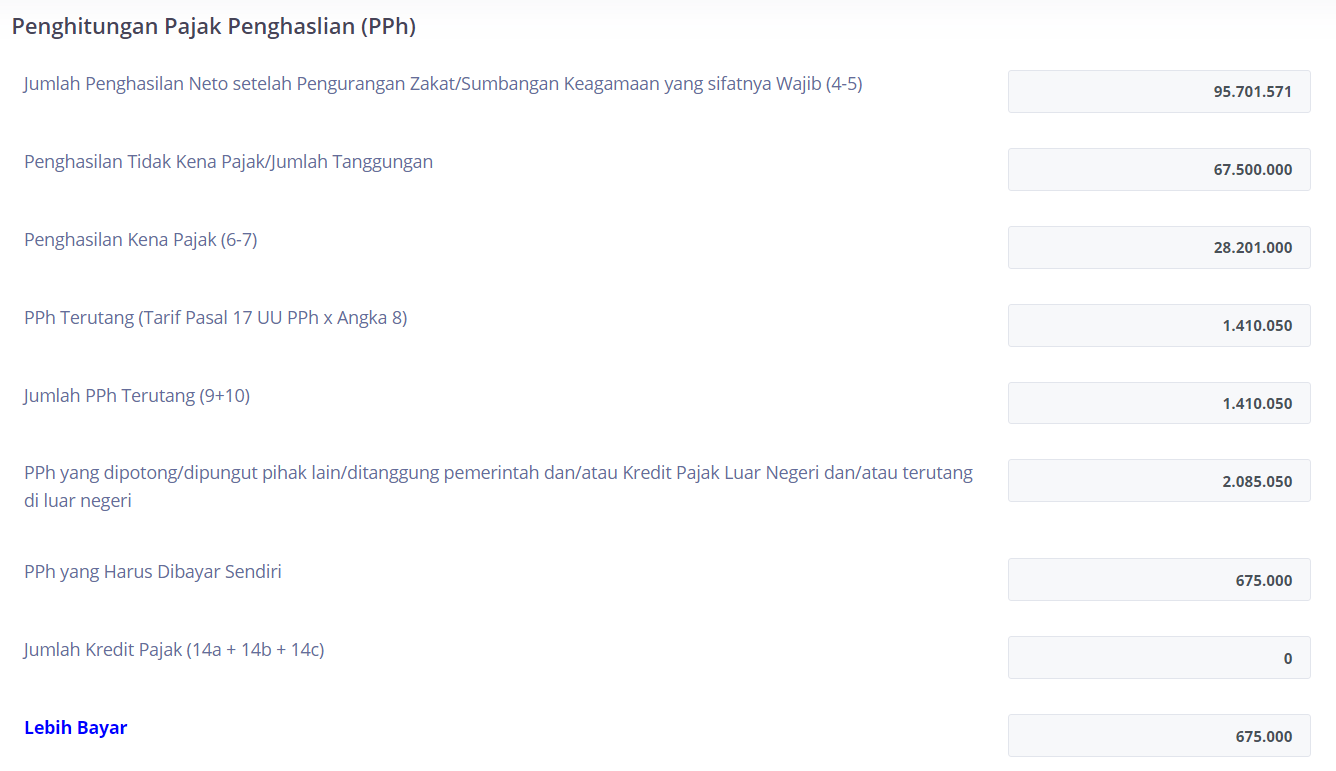 Penghitungan Pajak Penghaslian (PPh)
Jumlah Penghasilan Neto setelah Pengurangan Zakat/Sumbangan Keagamaan yang sifatnya Wajib (4-5)
95.701.571
Penghasilan Tidak Kena Pajak/Jumlah Tanggungan
67.500.000
Penghasilan Kena Pajak (6-7)
28.201.000
PPh Terutang (Tarif Pasal 17 UU PPh x Angka 8)
1.410.050
Jumlah PPh Terutang (9+10)
1.410.050
PPh yang dipotong/dipungut pihak lain/ditanggung pemerintah dan/atau Kredit Pajak Luar Negeri dan/atau terutang
di luar negeri
2.085.050
PPh yang Harus Dibayar Sendiri
675.000
Jumlah Kredit Pajak (14a + 14b + 14c)
0
Lebih Bayar
675.000